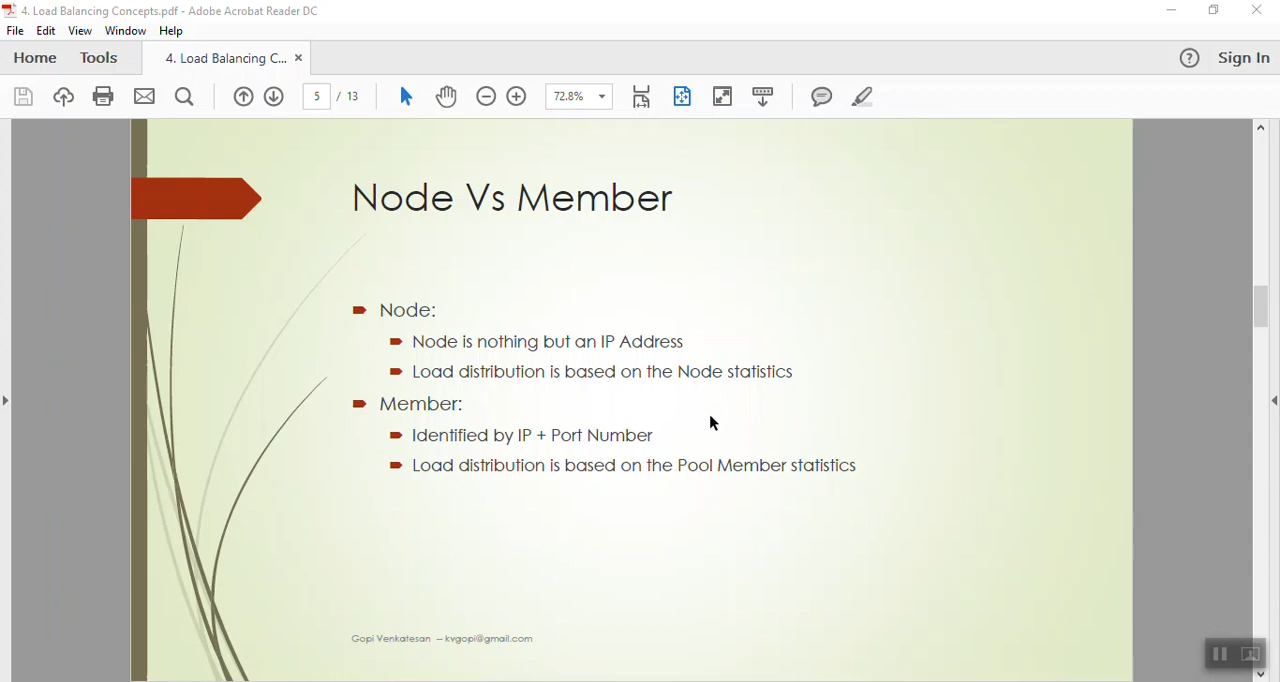 4. Load Balancing Concepts.pdf - Adobe Acrobat Reader DC
File Edit View Window Help
Home Tools 4. Load Balancing C... × ? Sign In
5 / 13 72.8%
Node Vs Member
Node:
Node is nothing but an IP Address
Load distribution is based on the Node statistics
Member:
Identified by IP + Port Number
Load distribution is based on the Pool Member statistics
Gopi Venkatesan – kvgopi@gmail.com